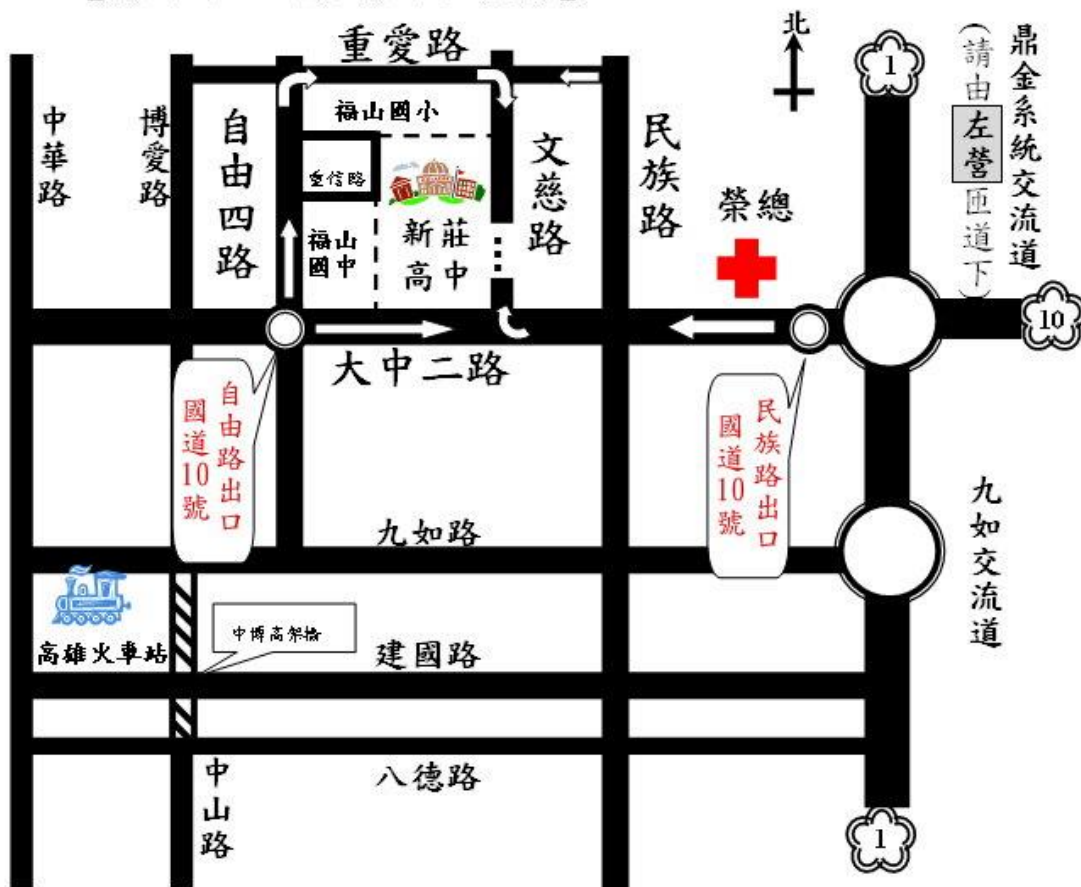 重愛路
北
1
鼎金系統交流道
(請由左營匝道下)
中華路
博愛路
自由四路
福山國小
重信路
福山
國中
新莊
高中
文慈路
民族路
榮總
10
大中二路
自由路出口
國道10號
民族路出口
國道10號
九如路
九如交流道
高雄火車站
中博高架橋
建國路
中山路
八德路
1